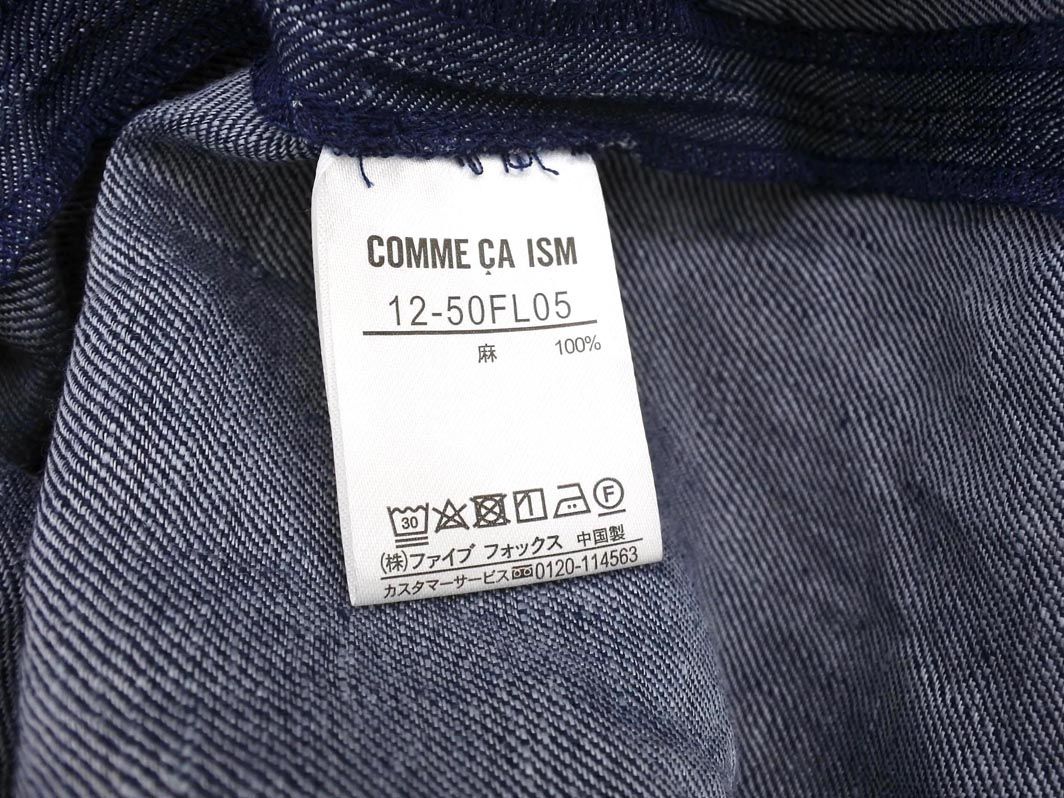 COMME ÇA ISM
12-50FL05
麻 100%
30 F
(株)ファイブ フォックス 中国製
カスタマーサービス 0120-114563